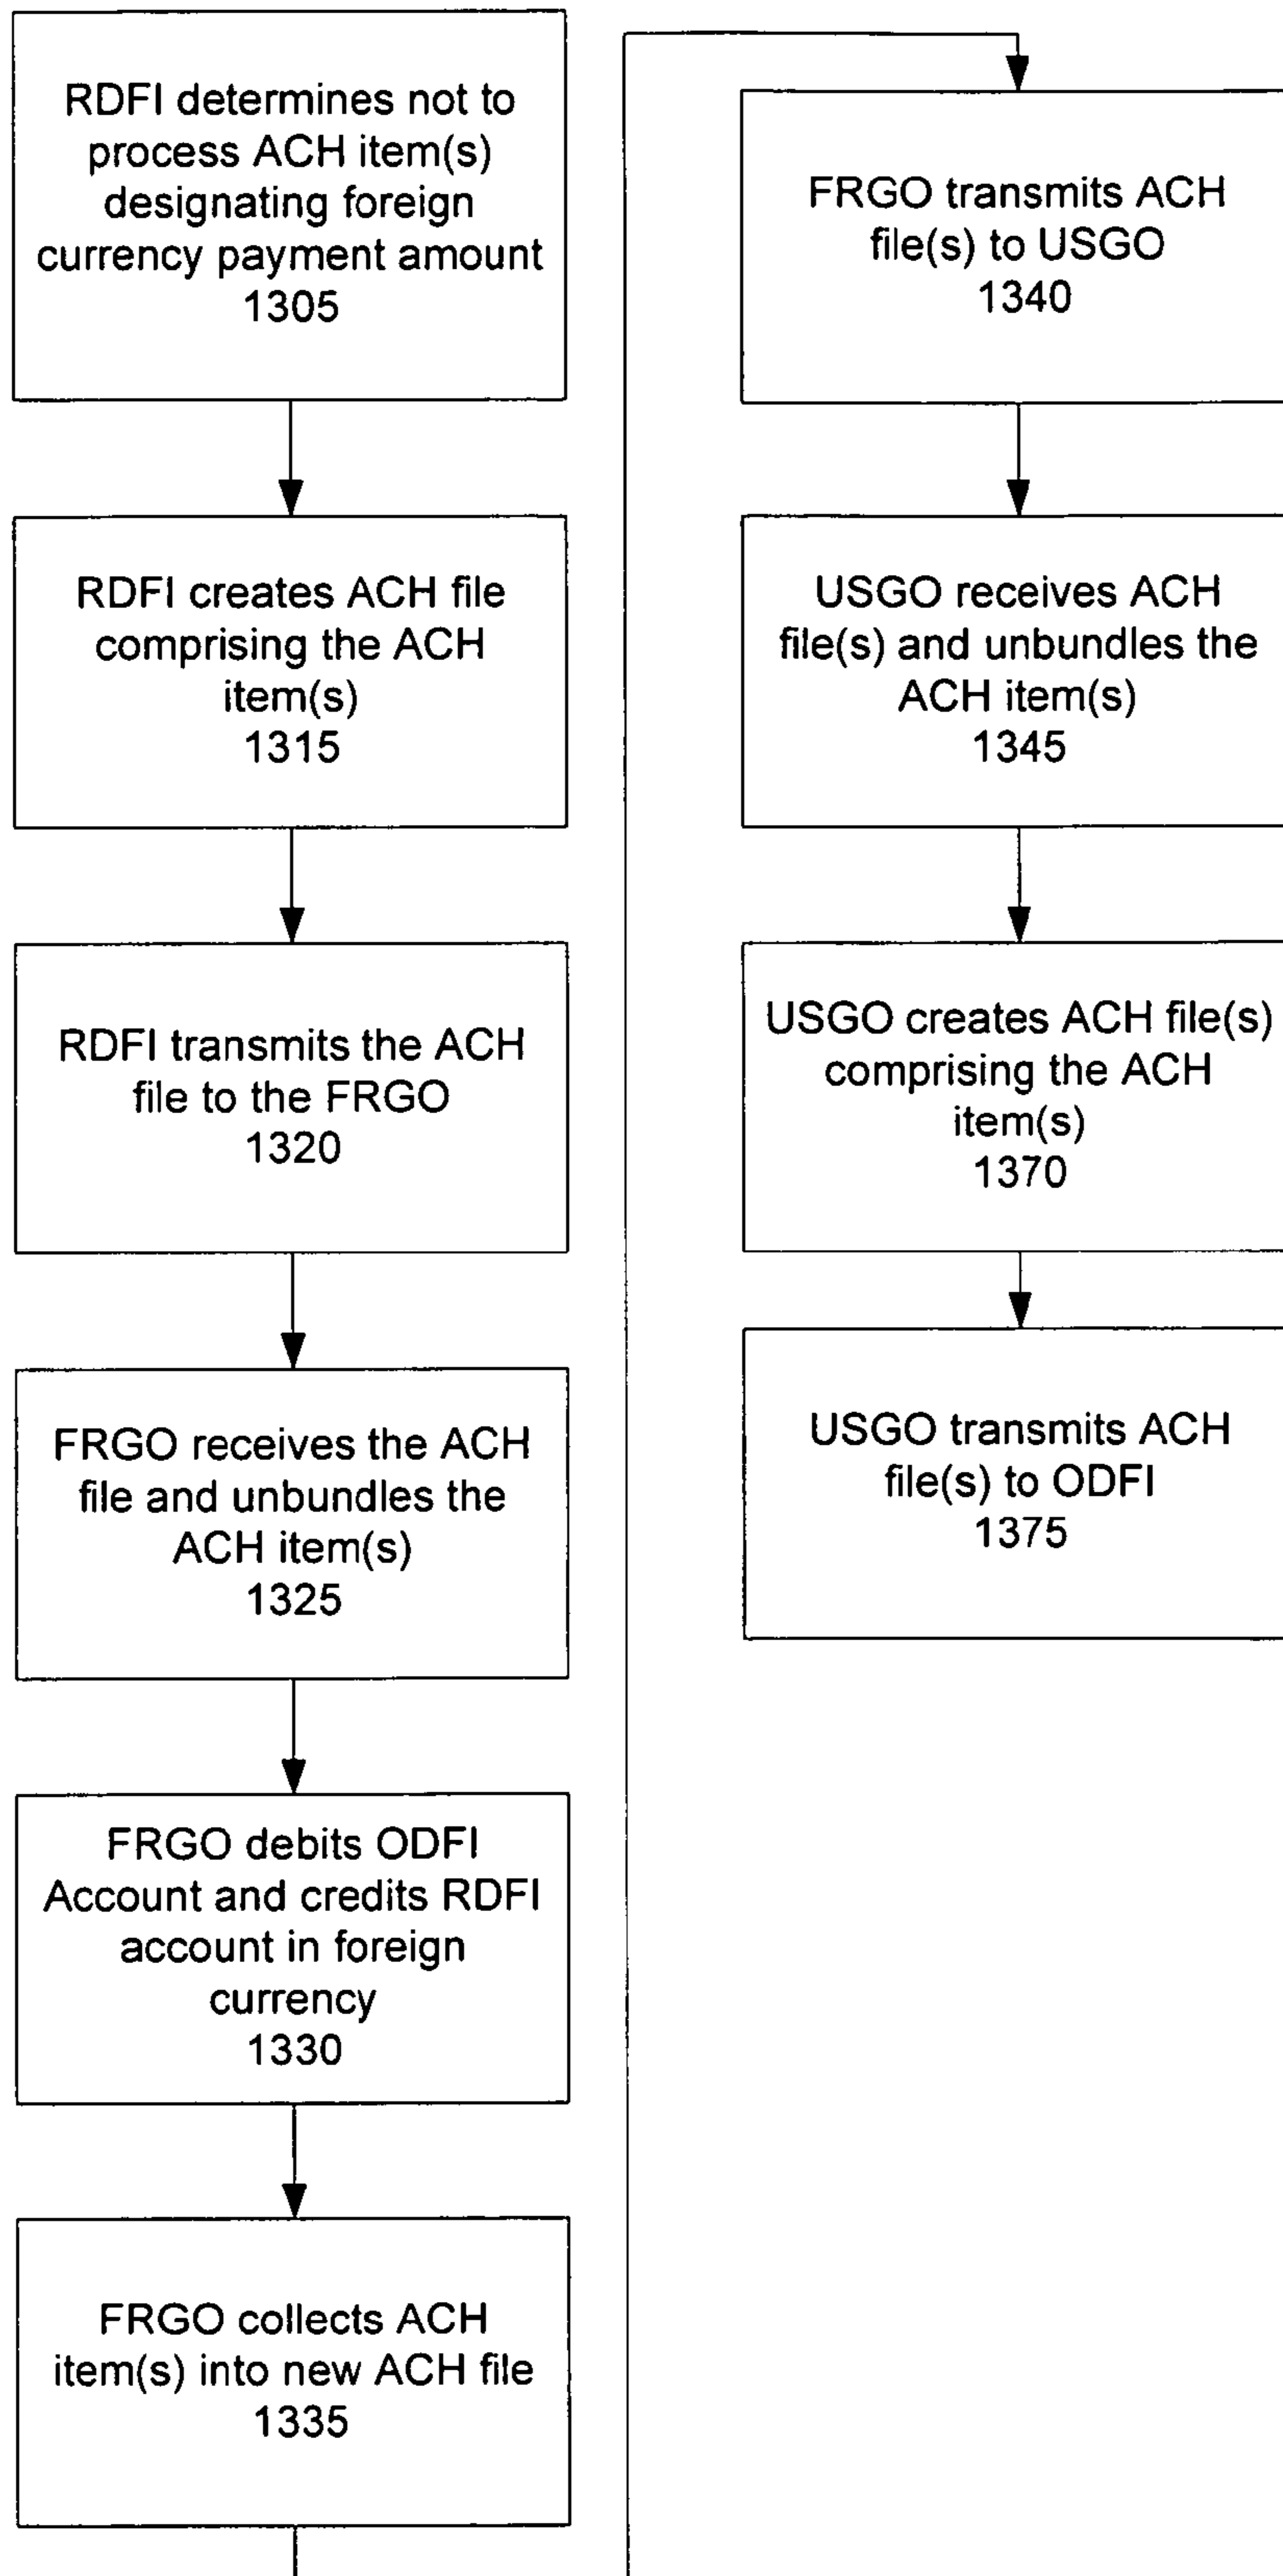 RDFI determines not to
process ACH item(s)
designating foreign
currency payment amount
1305
RDFI creates ACH file
comprising the ACH
item(s)
1315
RDFI transmits the ACH
file to the FRGO
1320
FRGO receives the ACH
file and unbundles the
ACH item(s)
1325
FRGO debits ODFI
Account and credits RDFI
account in foreign
currency
1330
FRGO collects ACH
item(s) into new ACH file
1335
FRGO transmits ACH
file(s) to USGO
1340
USGO receives ACH
file(s) and unbundles the
ACH item(s)
1345
USGO creates ACH file(s)
comprising the ACH
item(s)
1370
USGO transmits ACH
file(s) to ODFI
1375